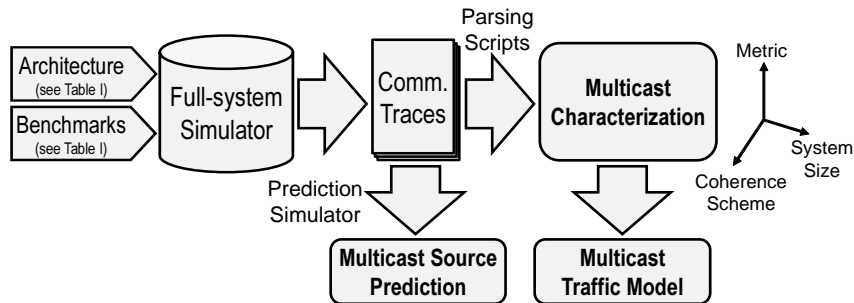 Architecture
(see Table I)
Benchmarks
(see Table I)
Full-system
Simulator
Comm.
Traces
Parsing
Scripts
Multicast
Characterization
Metric
System
Size
Coherence
Scheme
Prediction
Simulator
Multicast Source
Prediction
Multicast
Traffic Model